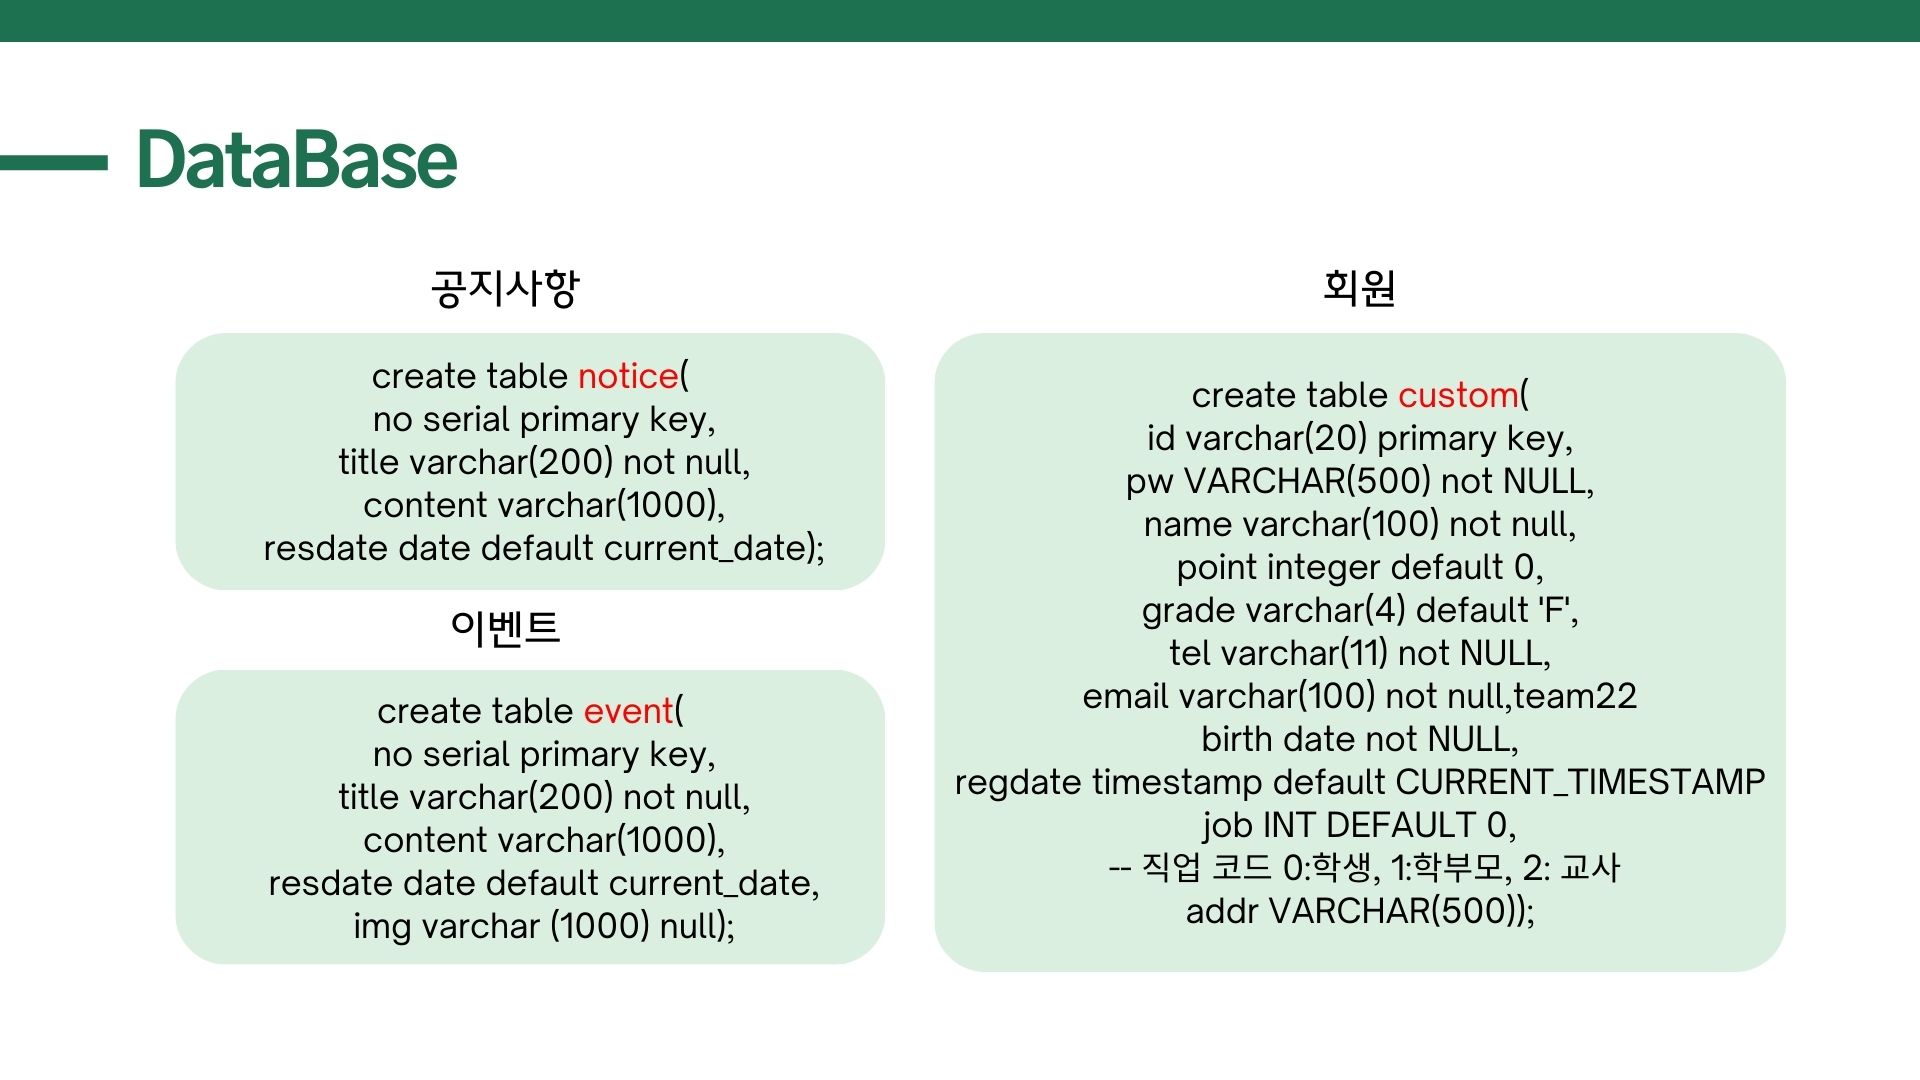 DataBase
공지사항
create table notice(
no serial primary key,
title varchar(200) not null,
content varchar(1000),
resdate date default current_date);
이벤트
create table event(
no serial primary key,
title varchar(200) not null,
content varchar(1000),
resdate date default current_date,
img varchar (1000) null);
회원
create table custom(
id varchar(20) primary key,
pw VARCHAR(500) not NULL,
name varchar(100) not null,
point integer default 0,
grade varchar(4) default 'F',
tel varchar(11) not NULL,
email varchar(100) not null,team22
birth date not NULL,
regdate timestamp default CURRENT_TIMESTAMP
job INT DEFAULT 0,
-- 직업 코드 0:학생, 1:학부모, 2: 교사
addr VARCHAR(500));